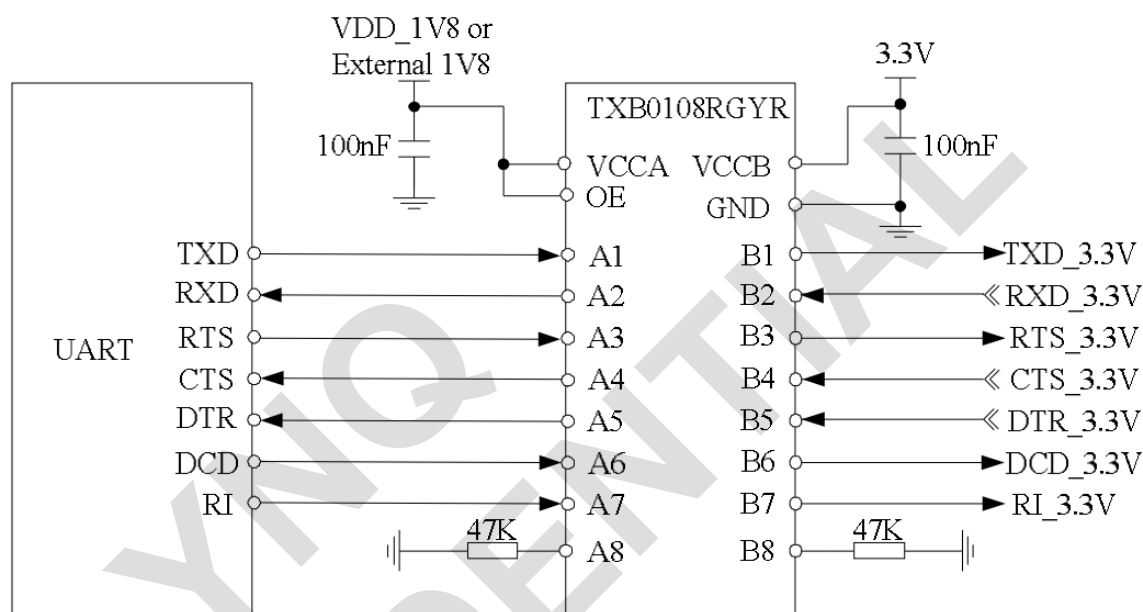 VDD_1V8 or
External 1V8
3.3V
TXB0108RGYR
100nF
100nF
VCCA
VCCB
OE
GND
TXD
A1
B1
TXD_3.3V
RXD
A2
B2
RXD_3.3V
UART
RTS
A3
B3
RTS_3.3V
CTS
A4
B4
CTS_3.3V
DTR
A5
B5
DTR_3.3V
DCD
A6
B6
DCD_3.3V
RI
A7
B7
RI_3.3V
47K
A8
B8
47K
YNQ
DENTIAL